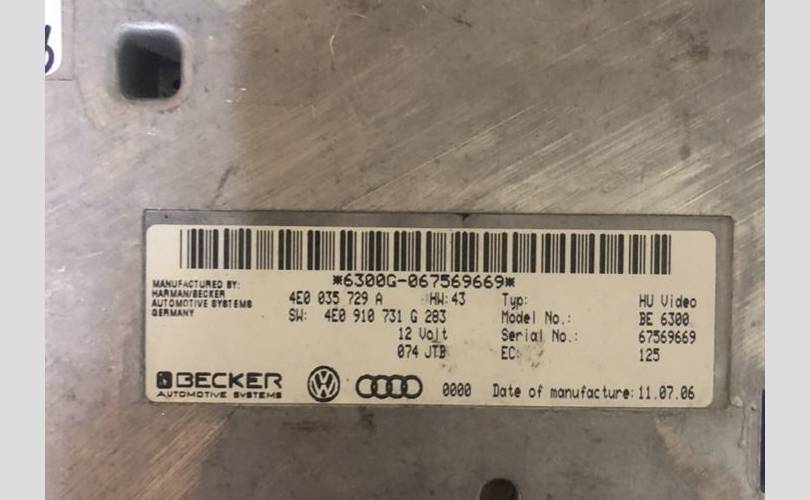 *6300G-067569669*
MANUFACTURED BY:
HARMAN/BECKER
AUTOMOTIVE SYSTEMS
GERMANY
4E0 035 729 A HW:43
SW: 4E0 910 731 G 283
12 Volt
074 JTB
Typ: HU Video
Model No.: BE 6300
Serial No.: 67569669
EC: 125
BECKER
AUTOMOTIVE SYSTEMS
0000 Date of manufacture: 11.07.06